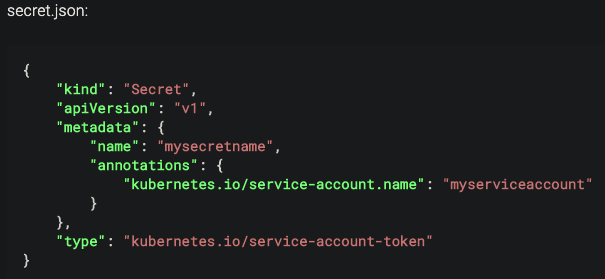 secret.json:
{
    "kind": "Secret",
    "apiVersion": "v1",
    "metadata": {
        "name": "mysecretname",
        "annotations": {
            "kubernetes.io/service-account.name": "myserviceaccount"
        }
    },
    "type": "kubernetes.io/service-account-token"
}